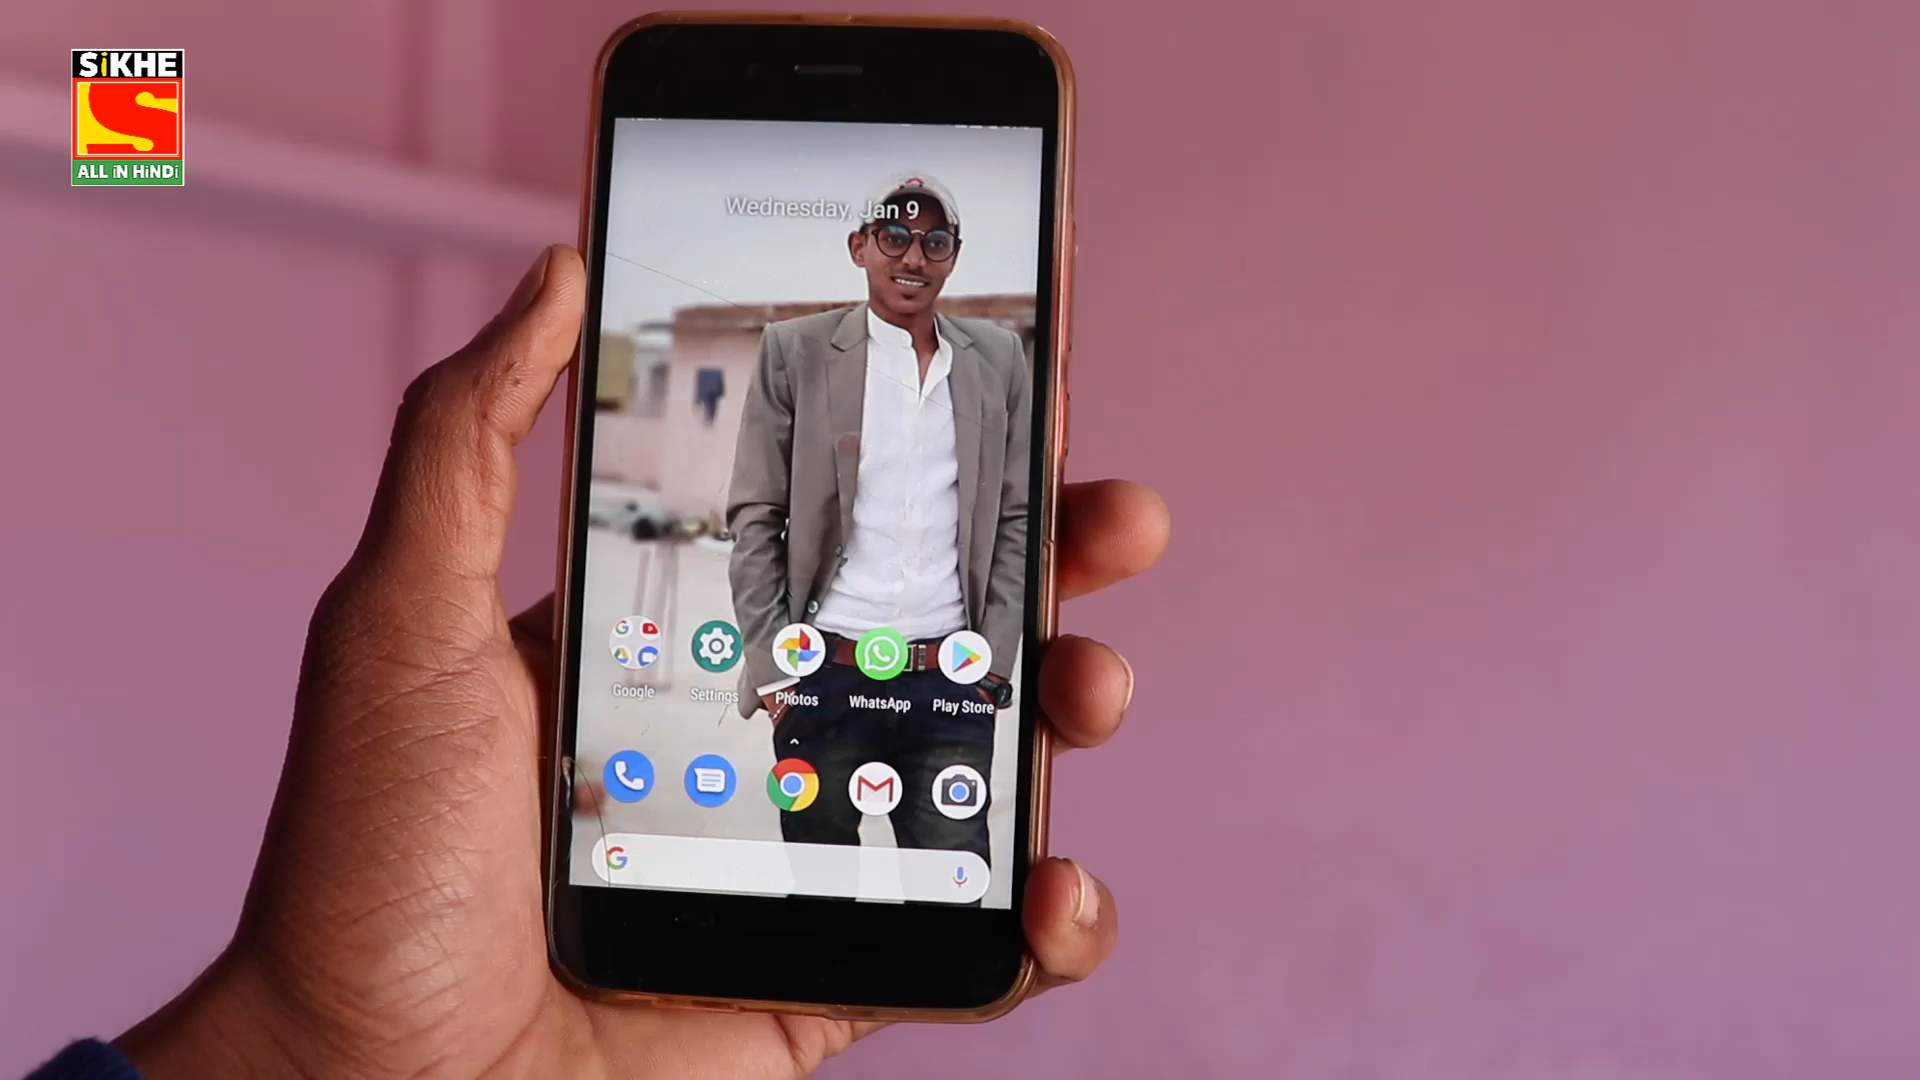 SiKHE
S
ALL iN HiNDi
Wednesday, Jan 9
Google
Settings
Photos
WhatsApp
Play Store